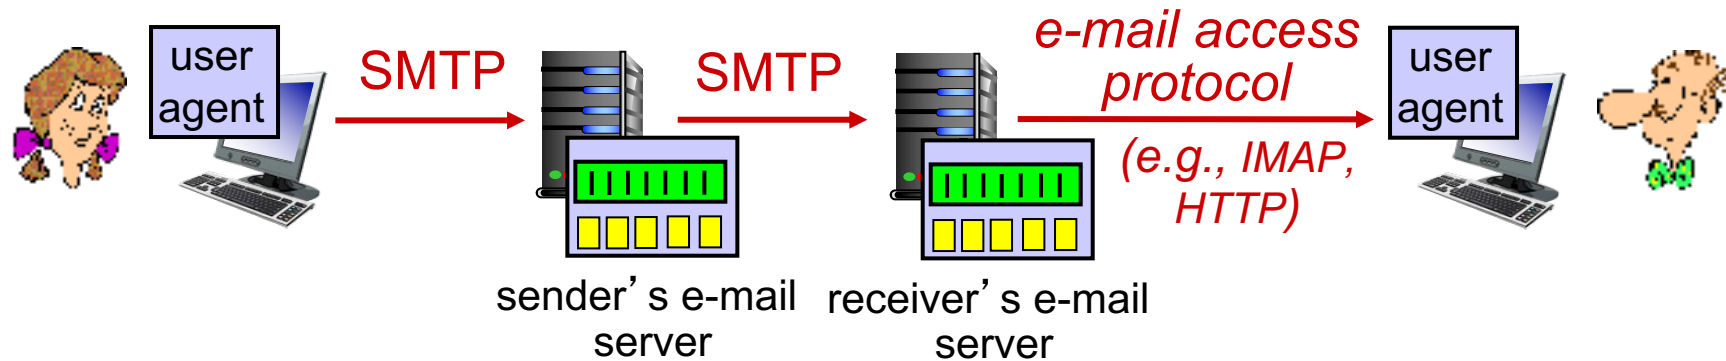 user
agent
SMTP
SMTP
e-mail access
protocol
(e.g., IMAP,
HTTP)
user
agent
sender’s e-mail
server
receiver’s e-mail
server